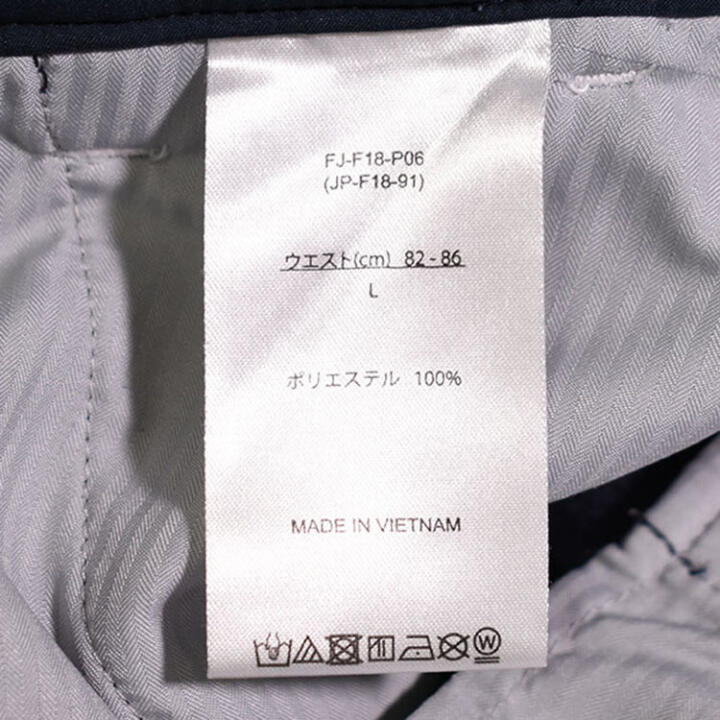 FJ-F18-P06
(JP-F18-91)
ウエスト(cm) 82 - 86
L
ポリエステル 100%
MADE IN VIETNAM
W